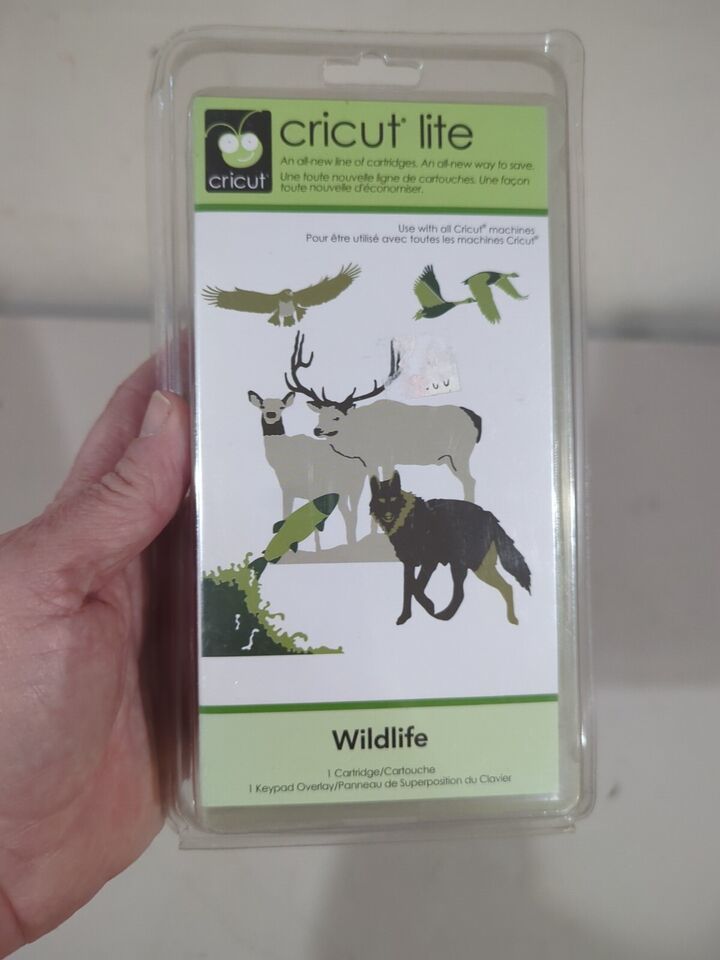 cricut® lite
cricut
An all-new line of cartridges. An all-new way to save.
Une toute nouvelle ligne de cartouches. Une façon
toute nouvelle d'économiser.
Use with all Cricut® machines
Pour être utilisé avec toutes les machines Cricut®
Wildlife
1 Cartridge/Cartouche
1 Keypad Overlay/Panneau de Superposition du Clavier